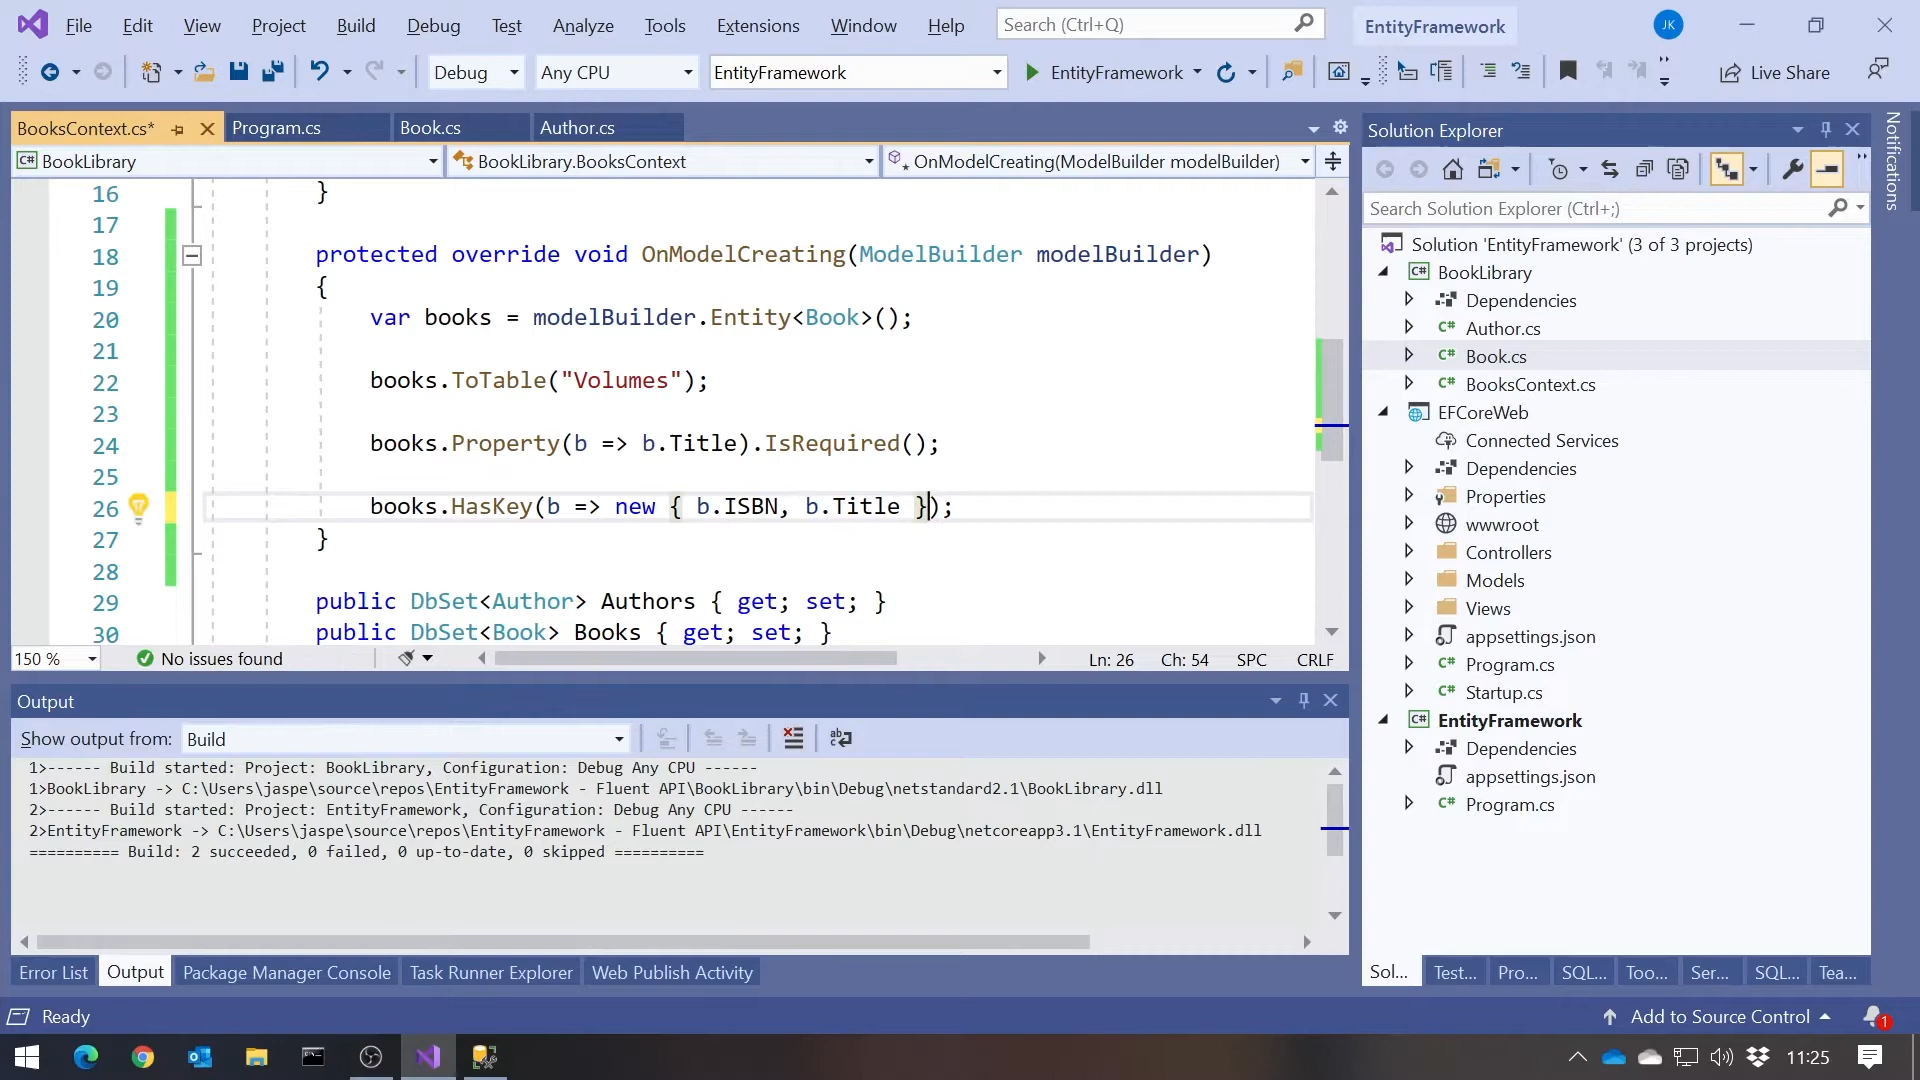 File Edit View Project Build Debug Test Analyze Tools Extensions Window Help Search (Ctrl+Q) EntityFramework JK
Debug Any CPU EntityFramework EntityFramework Live Share
BooksContext.cs* Program.cs Book.cs Author.cs
BookLibrary BookLibrary.BooksContext OnModelCreating(ModelBuilder modelBuilder)
16 }
17
18 protected override void OnModelCreating(ModelBuilder modelBuilder)
19 {
20 var books = modelBuilder.Entity<Book>();
21
22 books.ToTable("Volumes");
23
24 books.Property(b => b.Title).IsRequired();
25
26 books.HasKey(b => new { b.ISBN, b.Title });
27 }
28
29 public DbSet<Author> Authors { get; set; }
30 public DbSet<Book> Books { get; set; }
150 % No issues found Ln: 26 Ch: 54 SPC CRLF
Output
Show output from: Build
1>------ Build started: Project: BookLibrary, Configuration: Debug Any CPU ------
1>BookLibrary -> C:\Users\jaspe\source\repos\EntityFramework - Fluent API\BookLibrary\bin\Debug\netstandard2.1\BookLibrary.dll
2>------ Build started: Project: EntityFramework, Configuration: Debug Any CPU ------
2>EntityFramework -> C:\Users\jaspe\source\repos\EntityFramework - Fluent API\EntityFramework\bin\Debug\netcoreapp3.1\EntityFramework.dll
========== Build: 2 succeeded, 0 failed, 0 up-to-date, 0 skipped ==========
Error List Output Package Manager Console Task Runner Explorer Web Publish Activity
Solution Explorer
Search Solution Explorer (Ctrl+;)
Solution 'EntityFramework' (3 of 3 projects)
C# BookLibrary
Dependencies
C# Author.cs
C# Book.cs
C# BooksContext.cs
EFCoreWeb
Connected Services
Dependencies
Properties
wwwroot
Controllers
Models
Views
appsettings.json
C# Program.cs
C# Startup.cs
C# EntityFramework
Dependencies
appsettings.json
C# Program.cs
Sol... Test... Pro... SQL... Too... Ser... SQL... Tea...
Notifications
Ready Add to Source Control 1
11:25